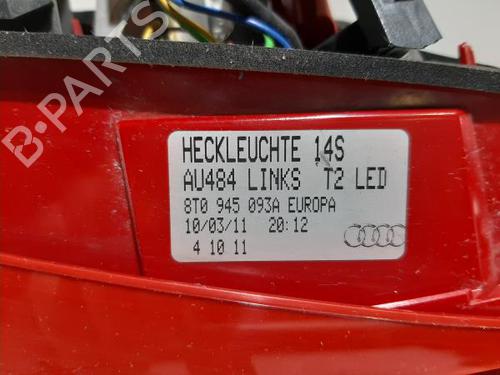 B-PARTS
HECKLEUCHTE 14S
AU484 LINKS T2 LED
8T0 945 093A EUROPA
10/03/11 20:12
4 10 11